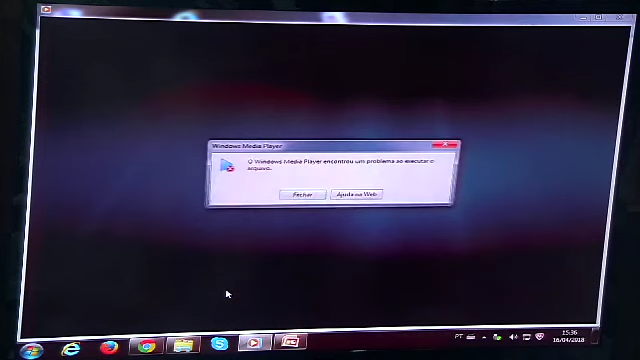 Windows Media Player
O Windows Media Player encontrou um problema ao executar o
arquivo.
Fechar
Ajuda na Web
PT
15:36
16/04/2018